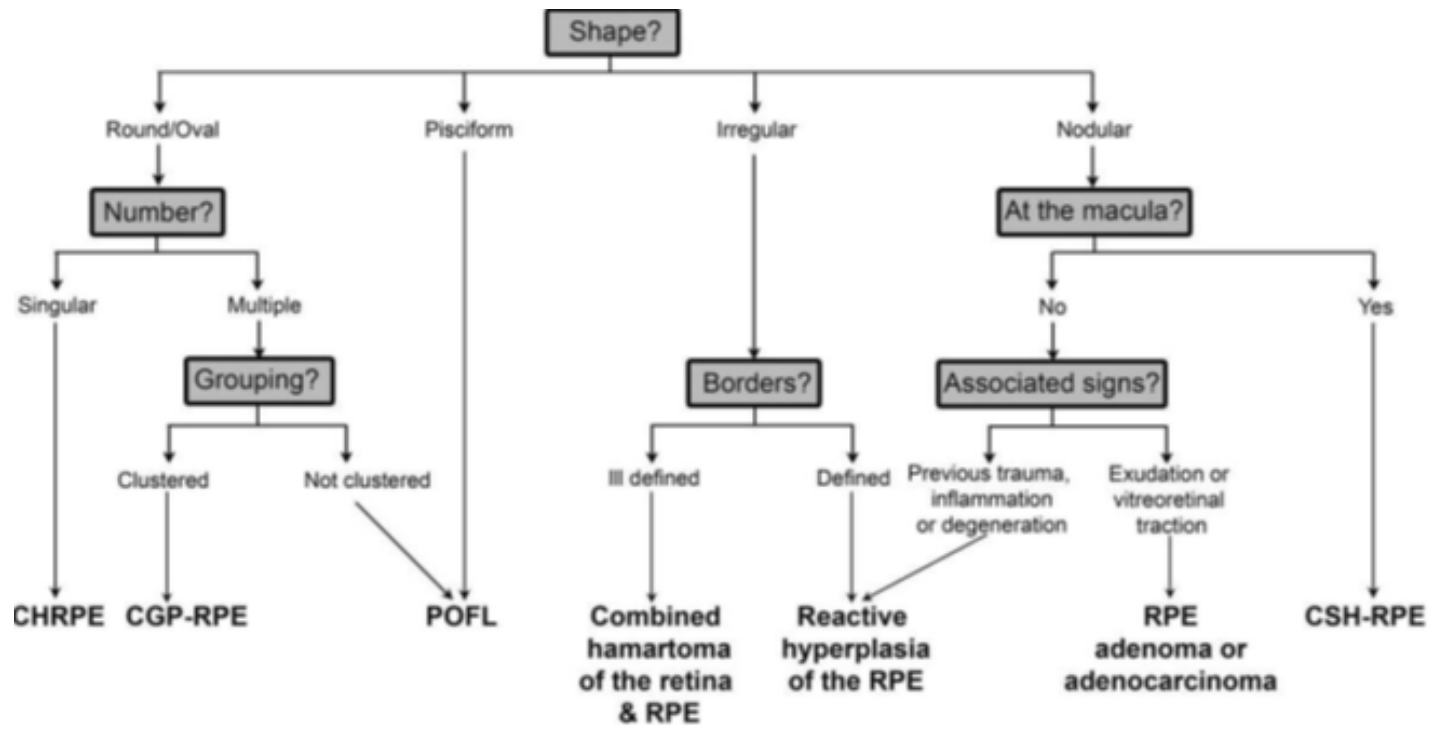 Shape?
Round/Oval
Pisciform
Irregular
Nodular
Number?
At the macula?
Singular
Multiple
No
Yes
Grouping?
Borders?
Associated signs?
Clustered
Not clustered
Ill defined
Defined
Previous trauma,
inflammation
or degeneration
Exudation or
vitreoretinal
traction
CHRPE
CGP-RPE
POFL
Combined
hamartoma
of the retina
& RPE
Reactive
hyperplasia
of the RPE
RPE
adenoma or
adenocarcinoma
CSH-RPE